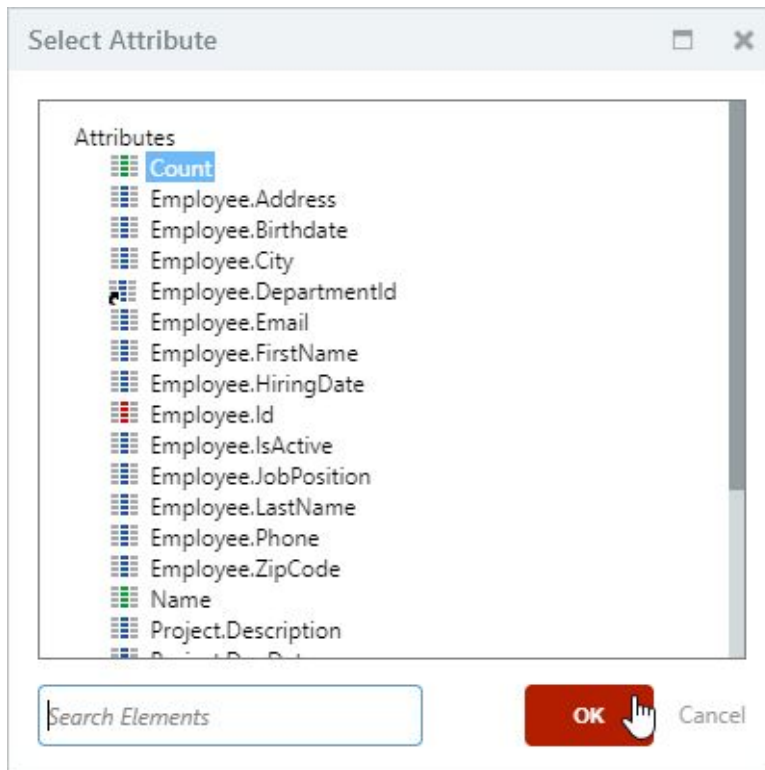 Select Attribute
Attributes
Count
Employee.Address
Employee.Birthdate
Employee.City
Employee.DepartmentId
Employee.Email
Employee.FirstName
Employee.HiringDate
Employee.Id
Employee.IsActive
Employee.JobPosition
Employee.LastName
Employee.Phone
Employee.ZipCode
Name
Project.Description
Search Elements
OK
Cancel